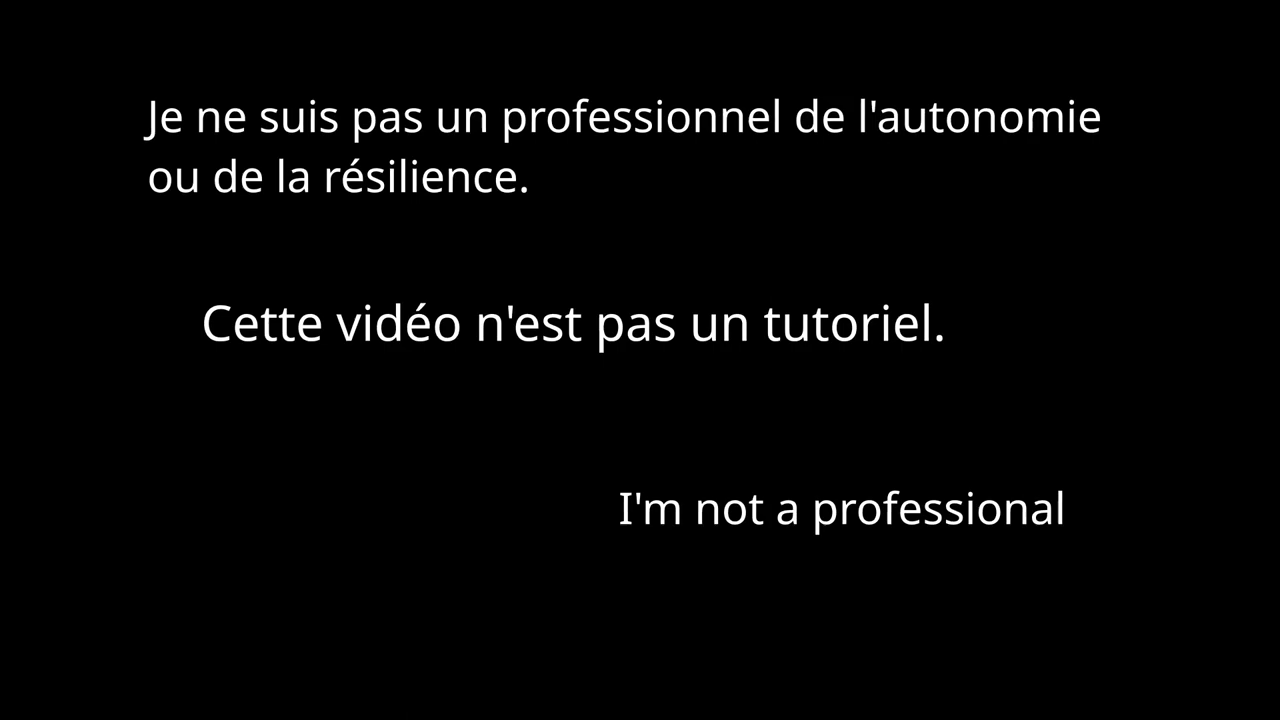 Je ne suis pas un professionnel de l'autonomie
ou de la résilience.
Cette vidéo n'est pas un tutoriel.
I'm not a professional